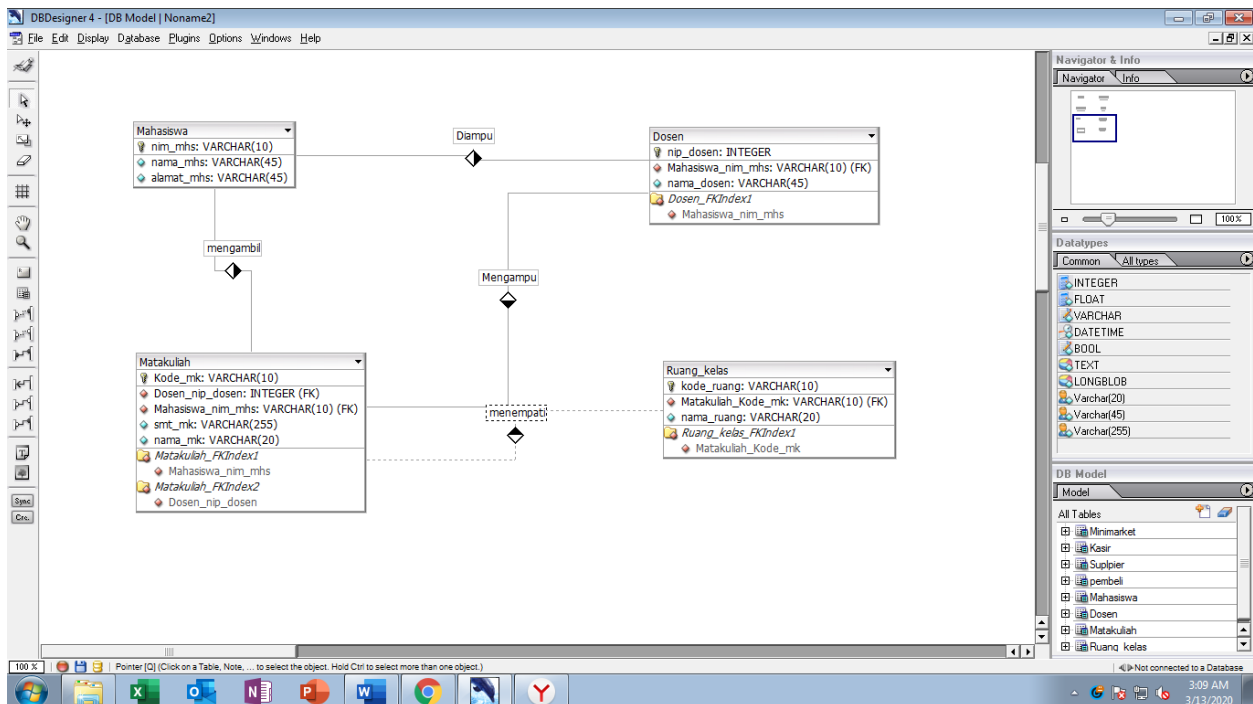 DBDesigner 4 - [DB Model | Noname2]
File Edit Display Database Plugins Options Windows Help
Navigator & Info
Navigator Info
100 %
Mahasiswa
nim_mhs: VARCHAR(10)
nama_mhs: VARCHAR(45)
alamat_mhs: VARCHAR(45)
Diampu
Dosen
nip_dosen: INTEGER
Mahasiswa_nim_mhs: VARCHAR(10) (FK)
nama_dosen: VARCHAR(45)
Dosen_FKIndex1
Mahasiswa_nim_mhs
mengambil
Mengampu
Matakuliah
Kode_mk: VARCHAR(10)
Dosen_nip_dosen: INTEGER (FK)
Mahasiswa_nim_mhs: VARCHAR(10) (FK)
smt_mk: VARCHAR(255)
nama_mk: VARCHAR(20)
Matakuliah_FKIndex1
Mahasiswa_nim_mhs
Matakuliah_FKIndex2
Dosen_nip_dosen
menempati
Ruang_kelas
kode_ruang: VARCHAR(10)
Matakuliah_Kode_mk: VARCHAR(10) (FK)
nama_ruang: VARCHAR(20)
Ruang_kelas_FKIndex1
Matakuliah_Kode_mk
Datatypes
Common All types
INTEGER
FLOAT
VARCHAR
DATETIME
BOOL
TEXT
LONGBLOB
Varchar(20)
Varchar(45)
Varchar(255)
DB Model
Model
All Tables
Minimarket
Kasir
Suplpier
pembeli
Mahasiswa
Dosen
Matakuliah
Ruang_kelas
Sync
Cre.
100 % Pointer [Q] (Click on a Table, Note, ... to select the object. Hold Ctrl to select more than one object.) Not connected to a Database
3:09 AM
3/13/2020